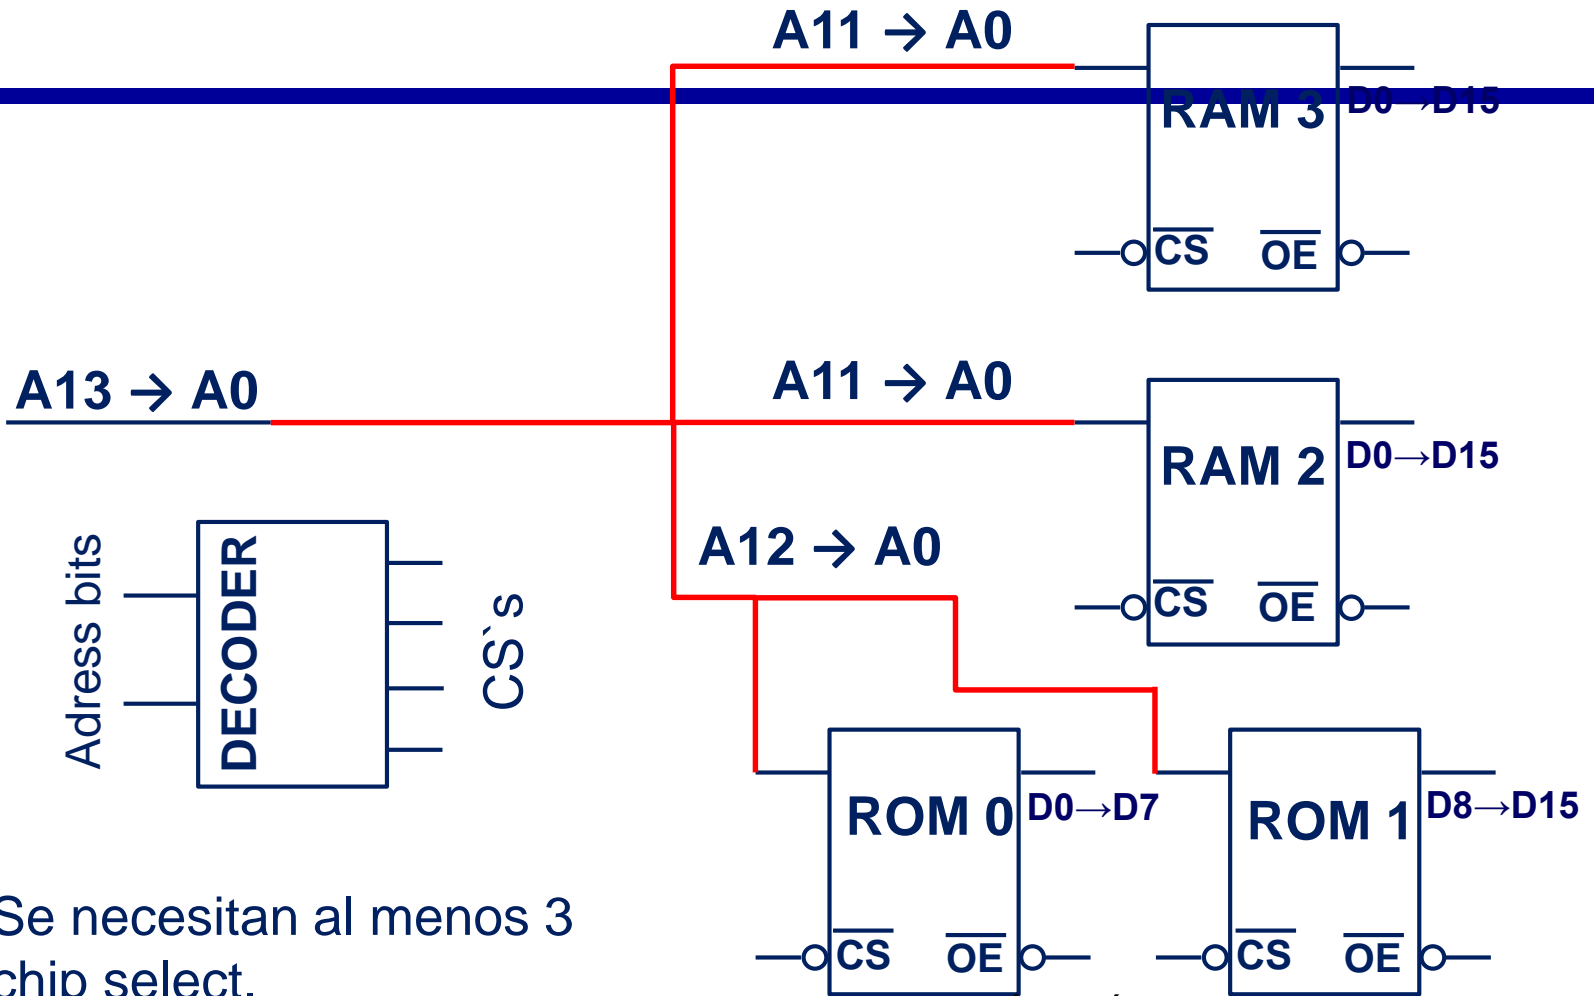 A11 → A0
RAM 3
D0→D15
CS OE
A13 → A0
A11 → A0
RAM 2
D0→D15
CS OE
Adress bits
DECODER
CS`s
A12 → A0
ROM 0
D0→D7
CS OE
ROM 1
D8→D15
CS OE
Se necesitan al menos 3
chip select.